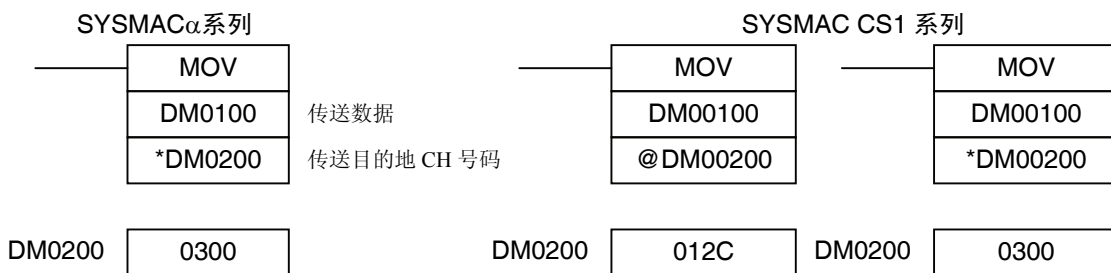 SYSMACα系列 SYSMAC CS1 系列
MOV MOV MOV
DM0100 传送数据 DM00100 DM00100
*DM0200 传送目的地 CH 号码 @DM00200 *DM00200
DM0200 0300 DM0200 012C DM0200 0300